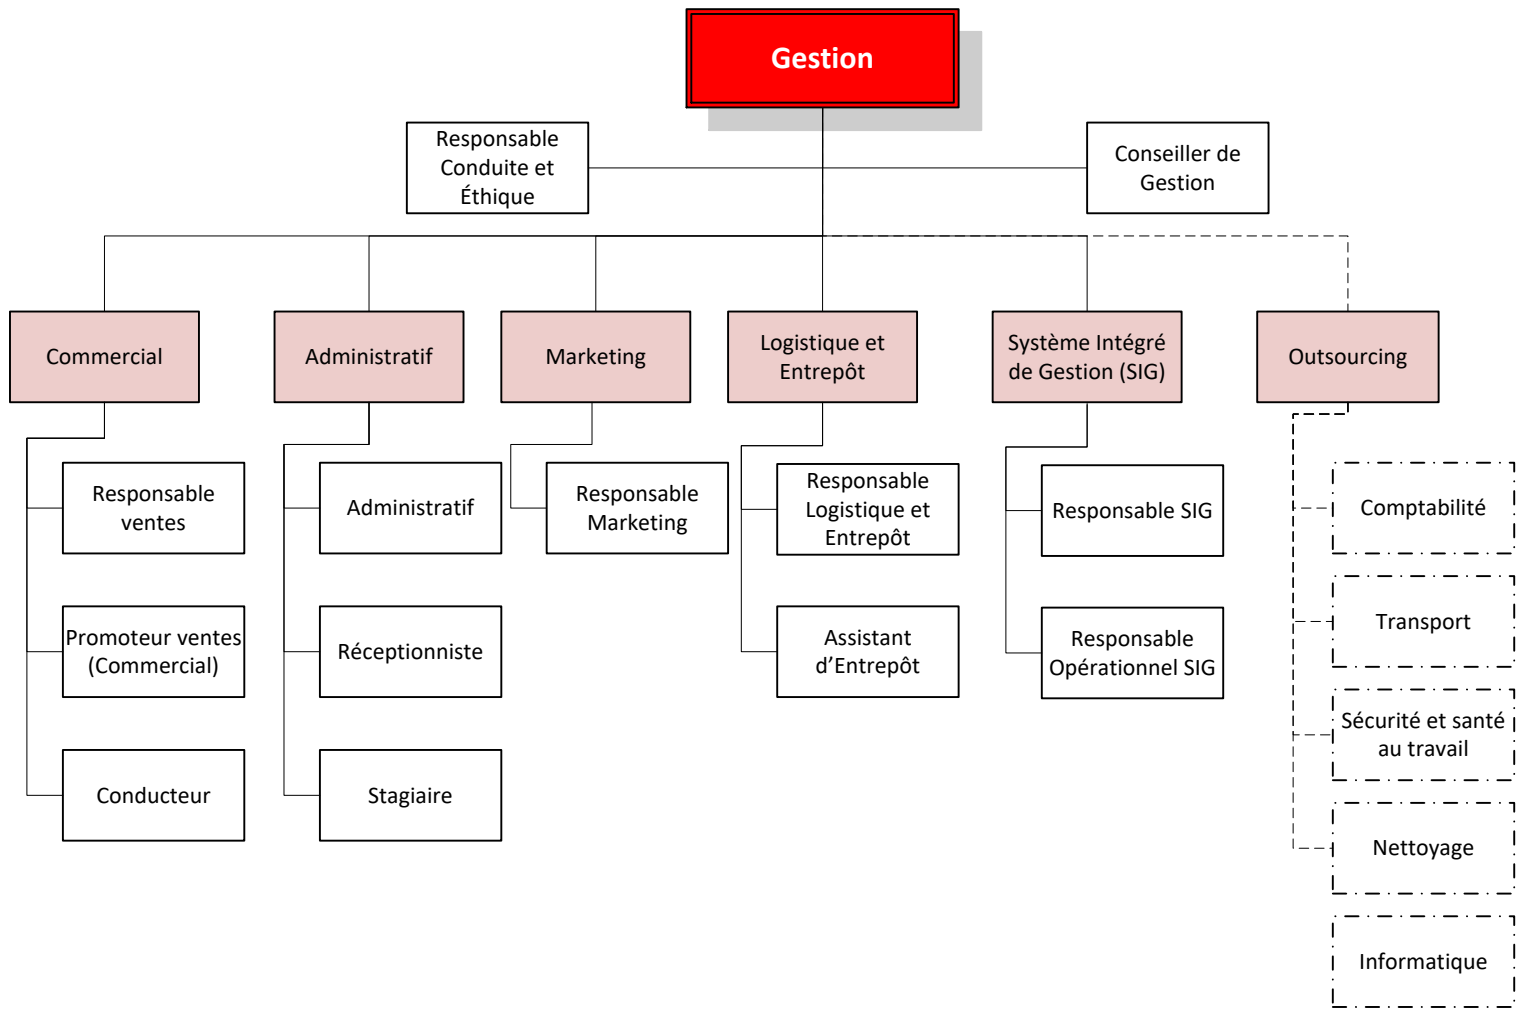 Gestion
Responsable
Conduite et
Éthique
Conseiller de
Gestion
Commercial
Administratif
Marketing
Logistique et
Entrepôt
Système Intégré
de Gestion (SIG)
Outsourcing
Responsable
ventes
Administratif
Responsable
Marketing
Responsable
Logistique et
Entrepôt
Responsable SIG
Comptabilité
Promoteur ventes
(Commercial)
Réceptionniste
Assistant
d’Entrepôt
Responsable
Opérationnel SIG
Transport
Sécurité et santé
au travail
Conducteur
Stagiaire
Nettoyage
Informatique